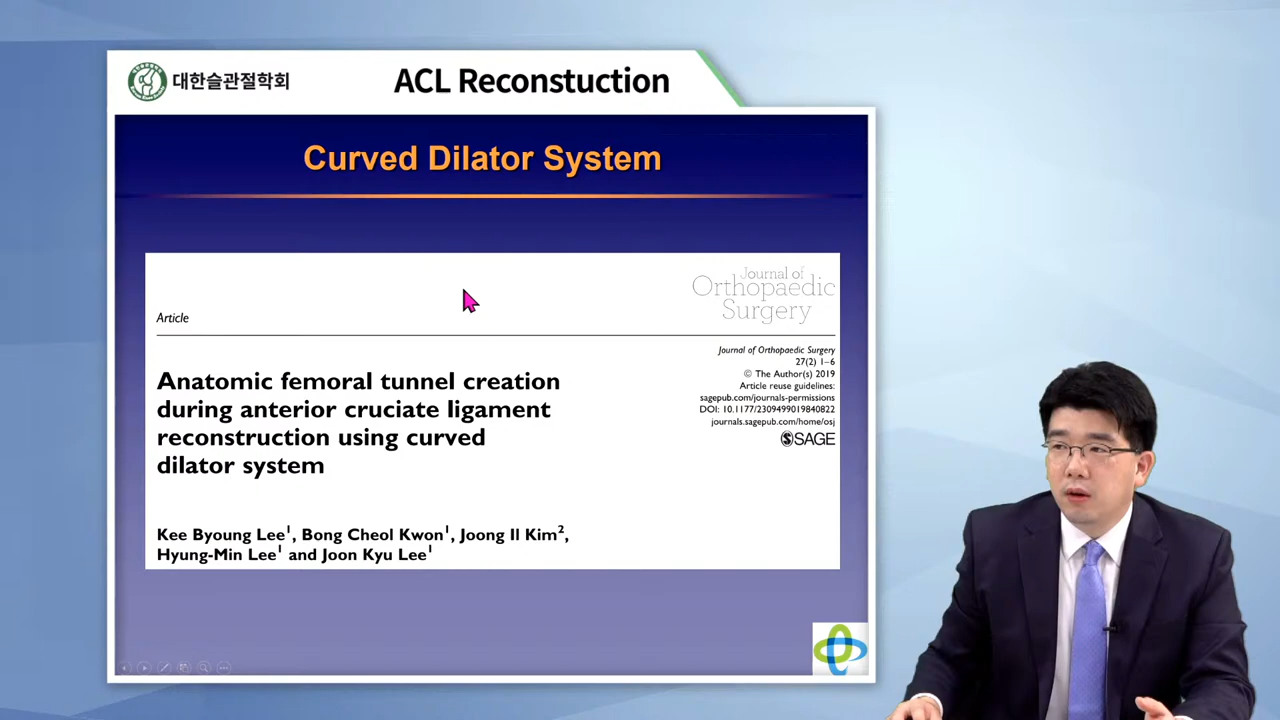 대한슬관절학회
ACL Reconstuction
Curved Dilator System
Journal of
Orthopaedic
Surgery
Article
Journal of Orthopaedic Surgery
27(2) 1–6
© The Author(s) 2019
Article reuse guidelines:
sagepub.com/journals-permissions
DOI: 10.1177/2309499019840822
journals.sagepub.com/home/osj
SAGE
Anatomic femoral tunnel creation
during anterior cruciate ligament
reconstruction using curved
dilator system
Kee Byoung Lee1, Bong Cheol Kwon1, Joong Il Kim2,
Hyung-Min Lee1 and Joon Kyu Lee1